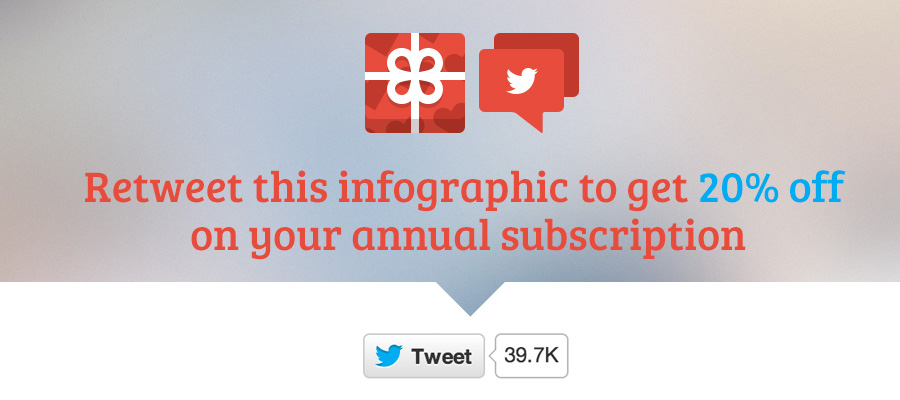 Retweet this infographic to get 20% off
on your annual subscription
Tweet 39.7K